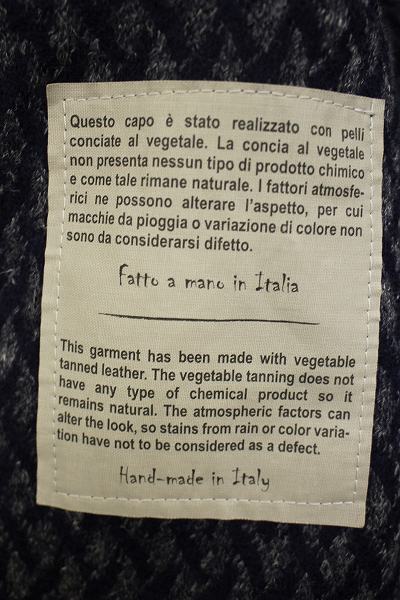 Questo capo è stato realizzato con pelli
conciate al vegetale. La concia al vegetale
non presenta nessun tipo di prodotto chimico
e come tale rimane naturale. I fattori atmosfe-
rici ne possono alterare l'aspetto, per cui
macchie da pioggia o variazione di colore non
sono da considerarsi difetto.
Fatto a mano in Italia
This garment has been made with vegetable
tanned leather. The vegetable tanning does not
have any type of chemical product so it
remains natural. The atmospheric factors can
alter the look, so stains from rain or color varia-
tion have not to be considered as a defect.
Hand-made in Italy